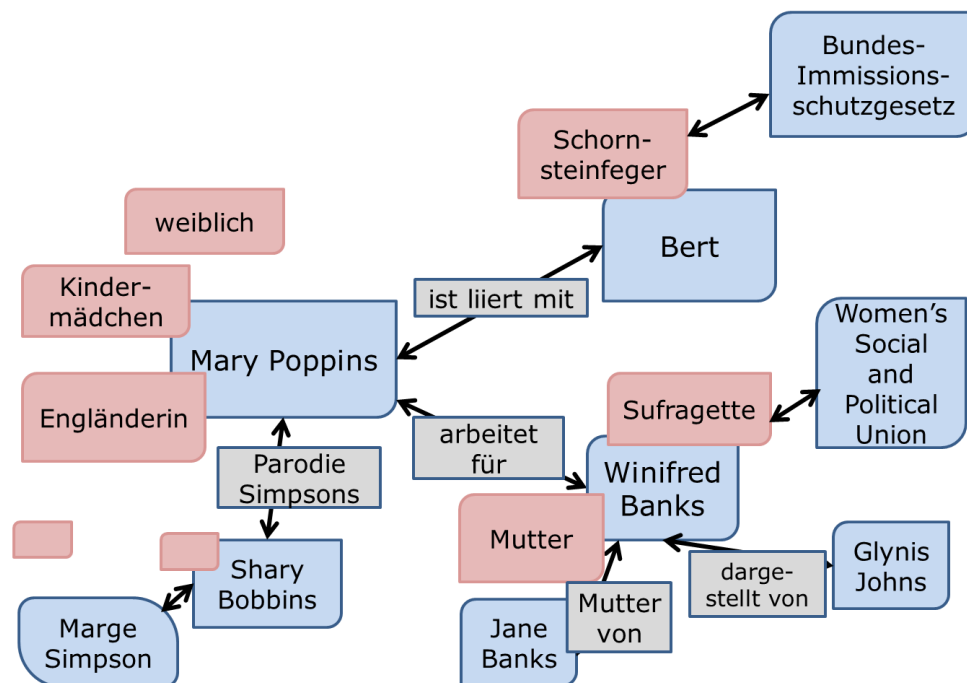 Bundes-
Immissions-
schutzgesetz
Schorn-
steinfeger
weiblich
Bert
Kinder-
mädchen
ist liiert mit
Mary Poppins
Women’s
Social
and
Political
Union
Engländerin
Sufragette
arbeitet
für
Parodie
Simpsons
Winifred
Banks
Mutter
Glynis
Johns
darge-
stellt von
Shary
Bobbins
Mutter
von
Marge
Simpson
Jane
Banks